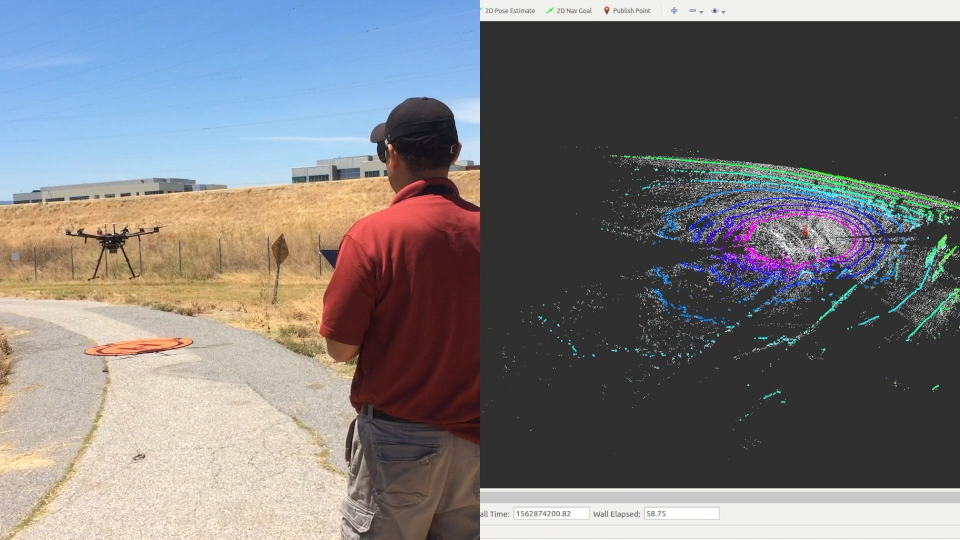 2D Pose Estimate 2D Nav Goal Publish Point
all Time: 1562874200.82 Wall Elapsed: 58.75